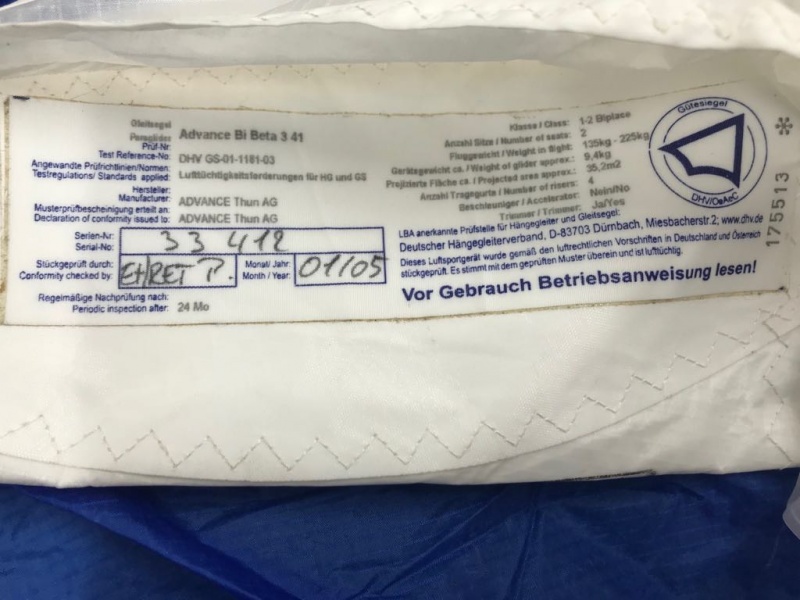 Gleitsegel
Paraglider
Advance Bi Beta 3 41
Prüf-Nr.
Test Reference-No:
DHV GS-01-1181-03
Angewandte Prüfrichtlinien/Normen:
Testregulations/ Standards applied:
Lufttüchtigkeitsforderungen für HG und GS
Hersteller:
Manufacturer:
ADVANCE Thun AG
Musterprüfbescheinigung erteilt an:
Declaration of conformity issued to:
ADVANCE Thun AG
Serien-Nr:
Serial-No:
33 412
Stückgeprüft durch:
Conformity checked by:
P.
Monat/ Jahr:
Month / Year:
01/05
Regelmäßige Nachprüfung nach:
Periodic inspection after:
24 Mo
Klasse / Class: 1-2 Biplace
Anzahl Sitze / Number of seats: 2
Fluggewicht / Weight in flight: 135kg - 225kg
Gerätegewicht ca. / Weight of glider approx.: 9,4kg
Projizierte Fläche ca. / Projected area approx.: 35,2m2
Anzahl Tragegurte / Number of risers: 4
Beschleuniger / Accelerator: Nein/No
Trimmer / Trimmer: Ja/Yes
LBA anerkannte Prüfstelle für Hängegleiter und Gleitsegel:
Deutscher Hängegleiterverband, D-83703 Dürnbach, Miesbacherstr.2; www.dhv.de
Dieses Luftsportgerät wurde gemäß den luftrechtlichen Vorschriften in Deutschland und Österreich
stückgeprüft. Es stimmt mit dem geprüften Muster überein und ist lufttüchtig.
Vor Gebrauch Betriebsanweisung lesen!
Gütesiegel
DHV/OeAeC
175513 *